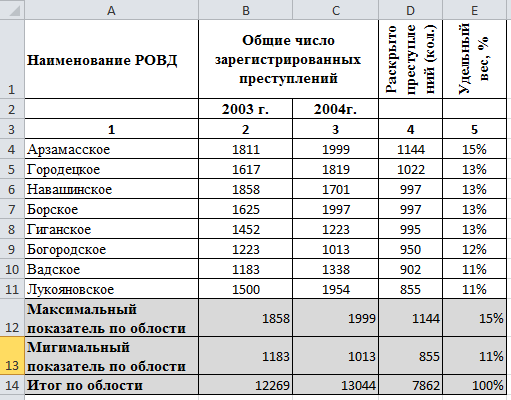 A B C D E
1 Наименование РОВД Общие число зарегистрированных преступлений Раскрыто преступле ний (кол.) Удельный вес, %
2 2003 г. 2004г.
3 1 2 3 4 5
4 Арзамасское 1811 1999 1144 15%
5 Городецкое 1617 1819 1022 13%
6 Навашинское 1858 1701 997 13%
7 Борское 1625 1997 997 13%
8 Гиганское 1452 1223 995 13%
9 Богородское 1223 1013 950 12%
10 Вадское 1183 1338 902 11%
11 Лукояновское 1500 1954 855 11%
12 Максимальный показатель по облости 1858 1999 1144 15%
13 Мигимальный показатель по облости 1183 1013 855 11%
14 Итог по облости 12269 13044 7862 100%